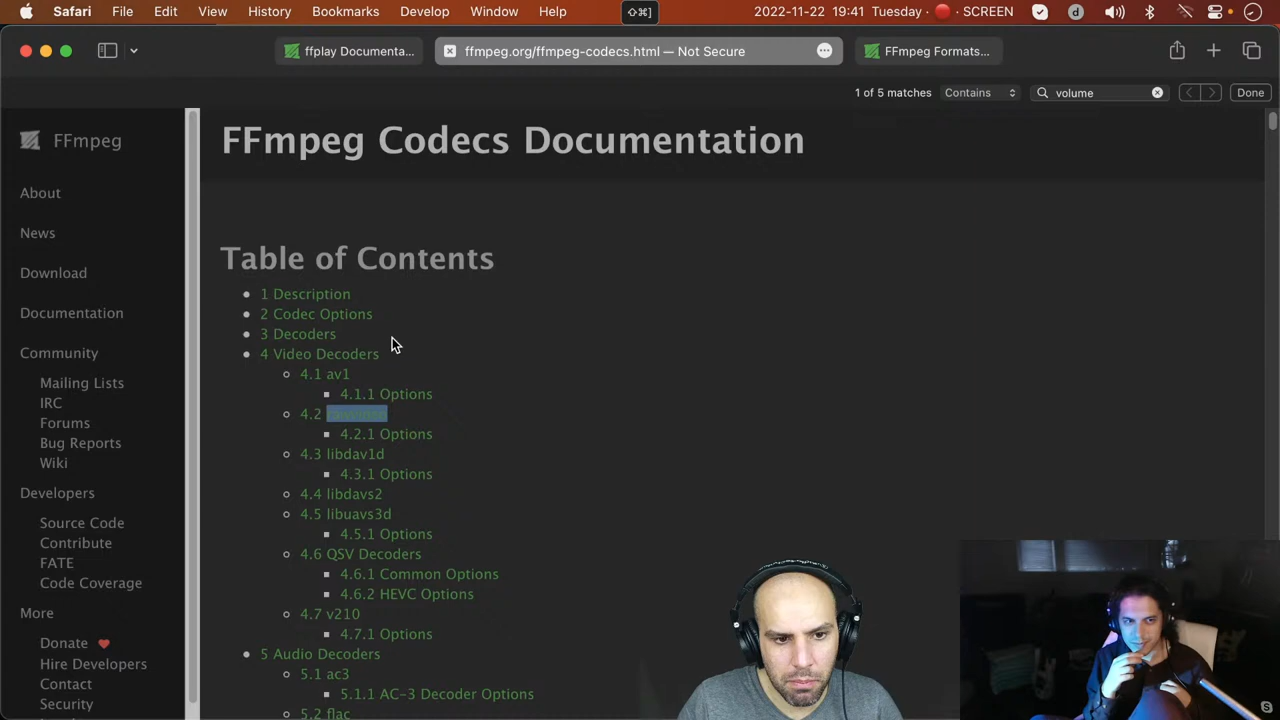 Safari File Edit View History Bookmarks Develop Window Help [⇧⌘] 2022-11-22 19:41 Tuesday SCREEN d
ffplay Documenta... ffmpeg.org/ffmpeg-codecs.html — Not Secure FFmpeg Formats...
1 of 5 matches Contains volume Done
FFmpeg
About
News
Download
Documentation
Community
Mailing Lists
IRC
Forums
Bug Reports
Wiki
Developers
Source Code
Contribute
FATE
Code Coverage
More
Donate
Hire Developers
Contact
Security
FFmpeg Codecs Documentation
Table of Contents
1 Description
2 Codec Options
3 Decoders
4 Video Decoders
4.1 av1
4.1.1 Options
4.2 rawvideo
4.2.1 Options
4.3 libdav1d
4.3.1 Options
4.4 libdavs2
4.5 libuavs3d
4.5.1 Options
4.6 QSV Decoders
4.6.1 Common Options
4.6.2 HEVC Options
4.7 v210
4.7.1 Options
5 Audio Decoders
5.1 ac3
5.1.1 AC-3 Decoder Options
5.2 flac